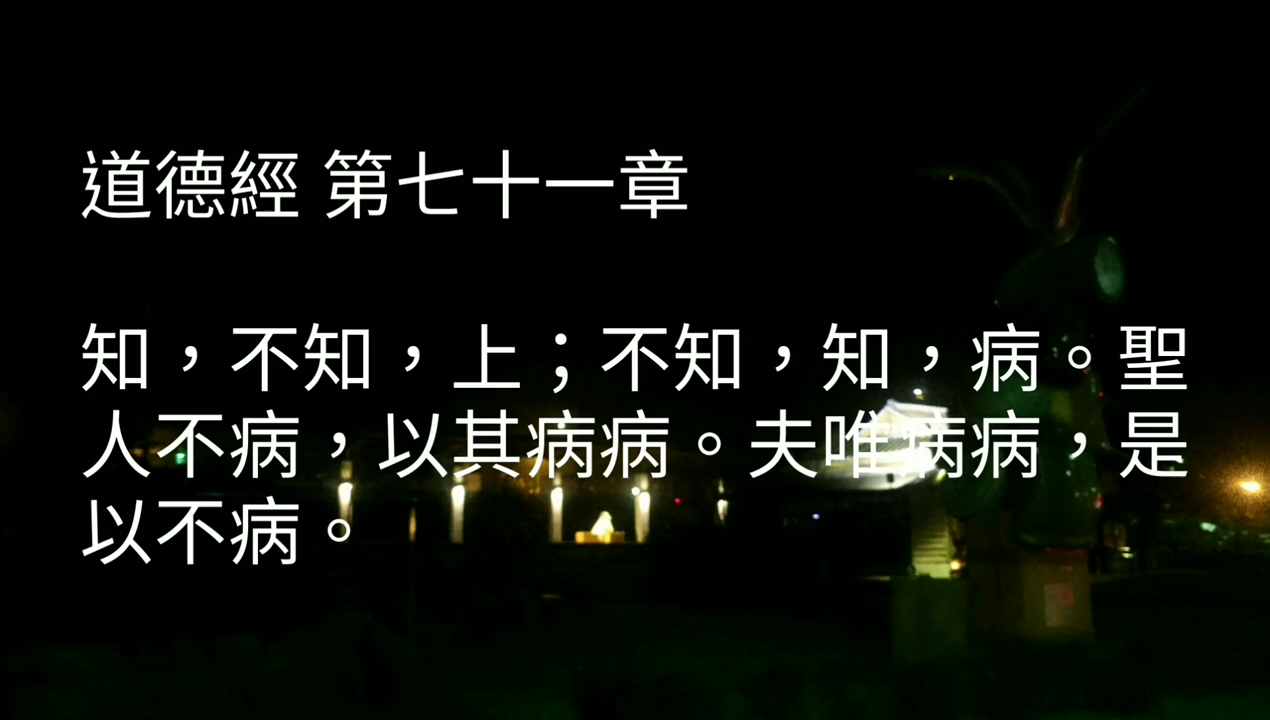 道德經 第七十一章
知，不知，上；不知，知，病。聖
人不病，以其病病。夫唯病病，是
以不病。